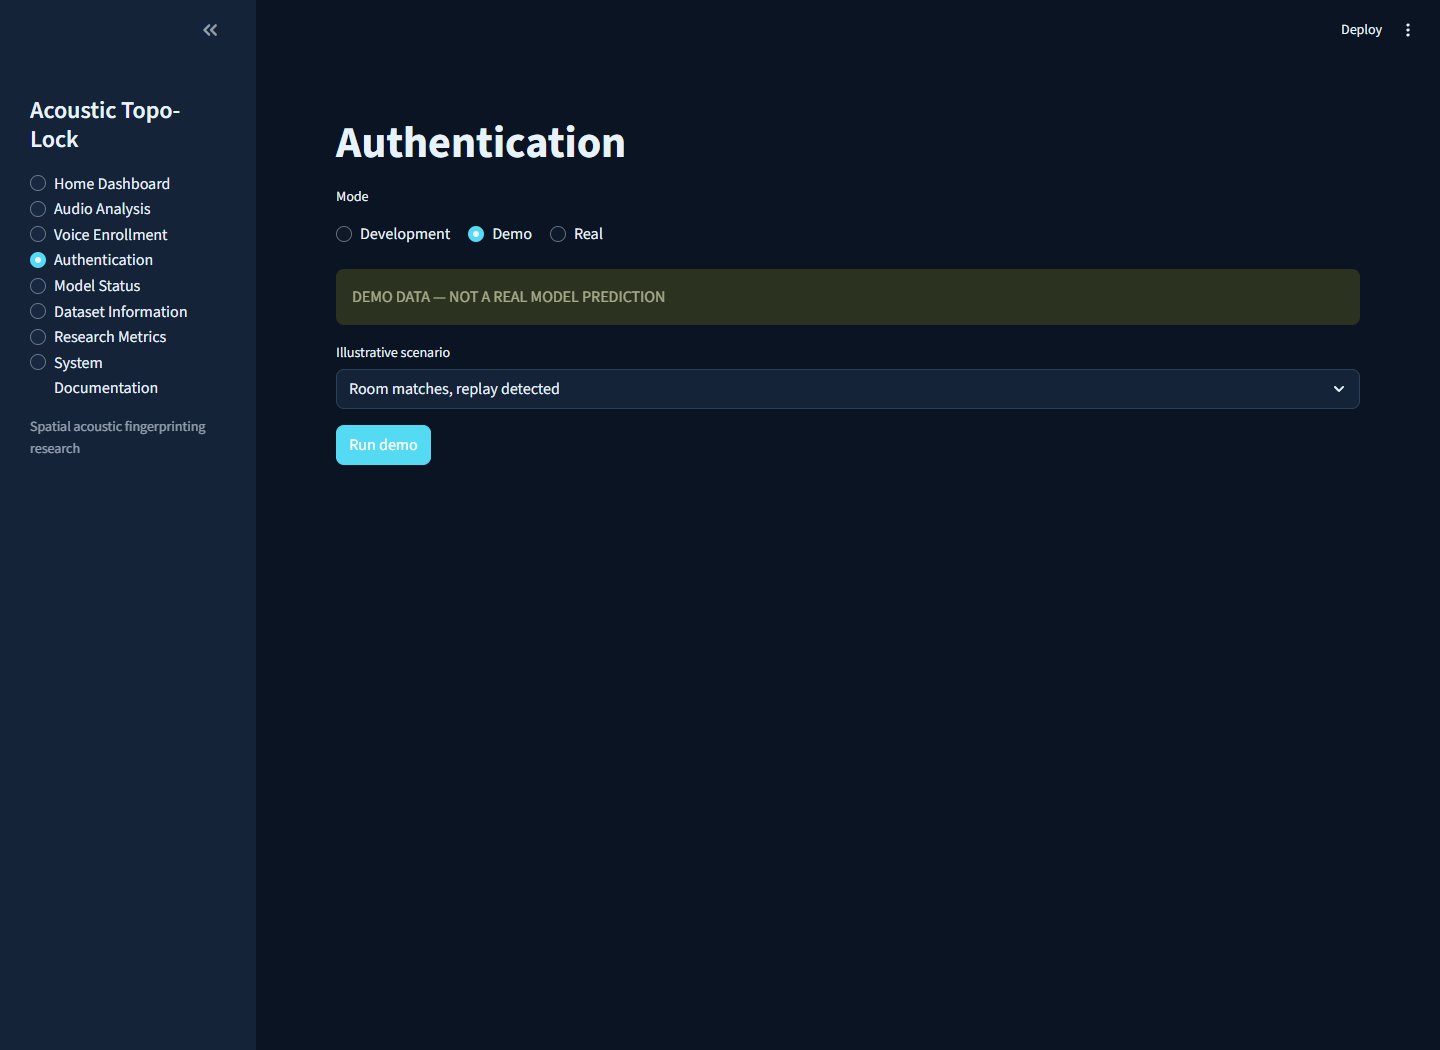 Deploy
Acoustic Topo-
Lock
Home Dashboard
Audio Analysis
Voice Enrollment
Authentication
Model Status
Dataset Information
Research Metrics
System
Documentation
Spatial acoustic fingerprinting
research
Authentication
Mode
Development Demo Real
DEMO DATA — NOT A REAL MODEL PREDICTION
Illustrative scenario
Room matches, replay detected
Run demo